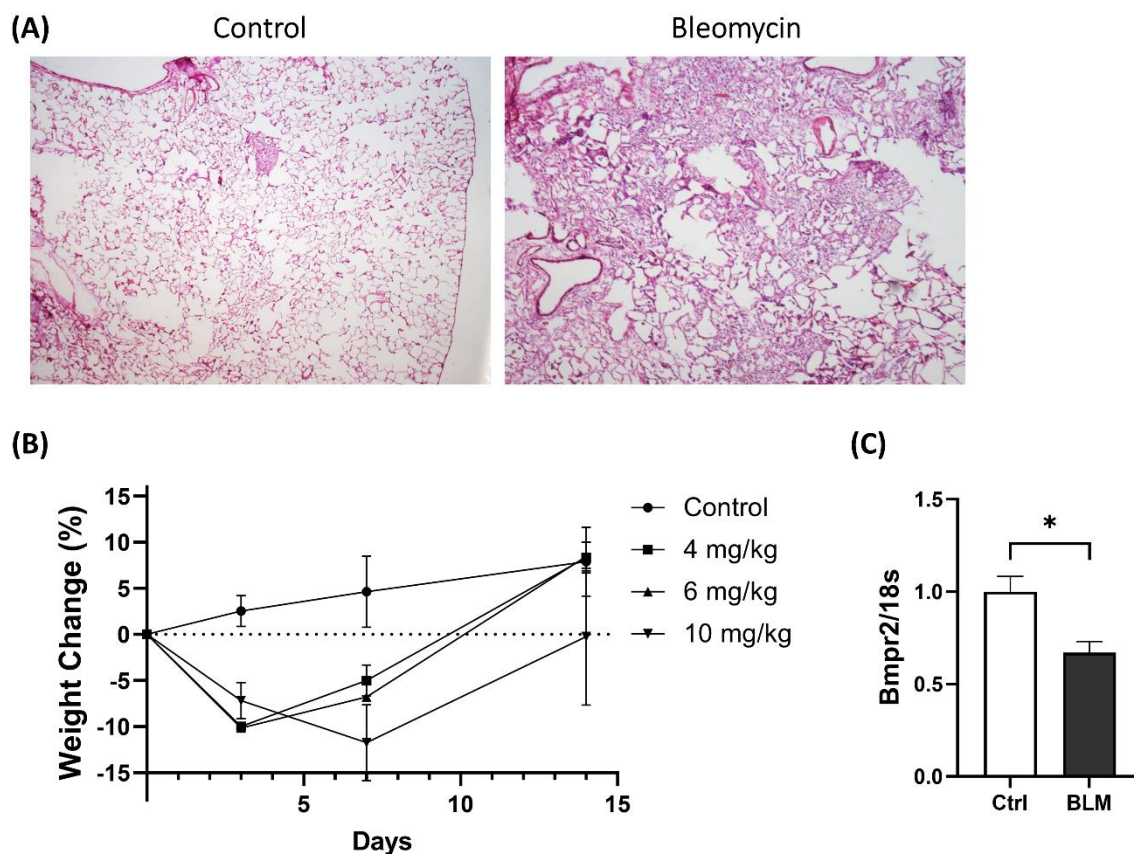 (A)
Control
Bleomycin
(B)
Weight Change (%)
15
10
5
0
-5
-10
-15
5
10
15
Days
Control
4 mg/kg
6 mg/kg
10 mg/kg
(C)
Bmpr2/18s
1.5
1.0
0.5
0.0
*
Ctrl
BLM